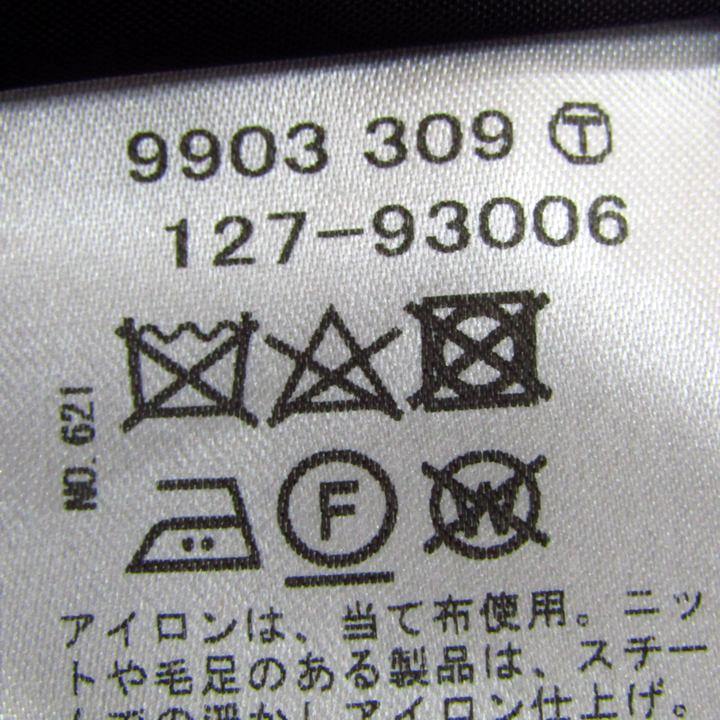 9903 309 Ⓣ
127-93006
NO.621
F
W
アイロンは、当て布使用。ニッ
トや毛足のある製品は、スチー
アイロン仕上げ。